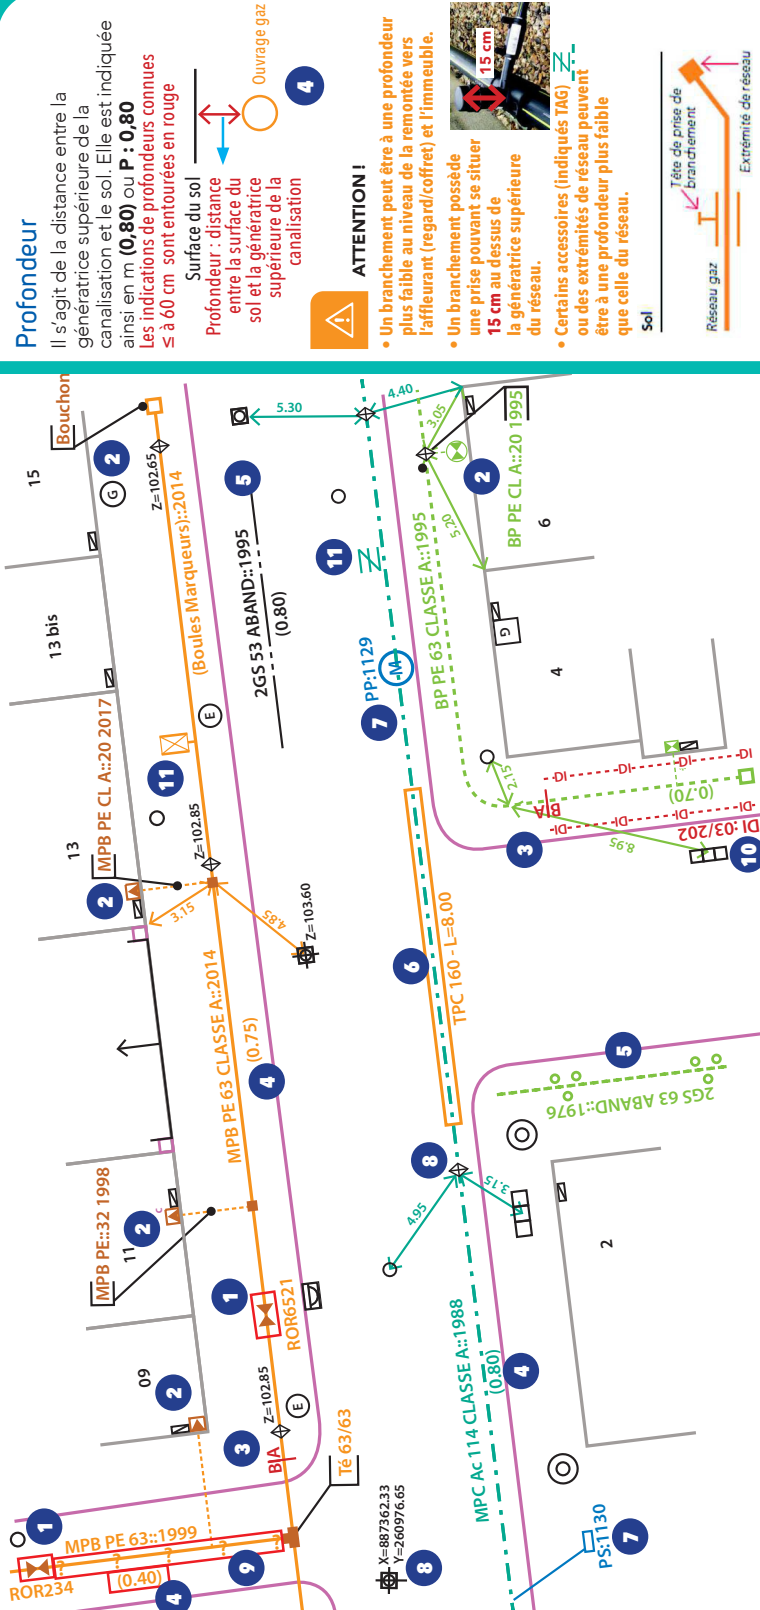 Profondeur
Il s'agit de la distance entre la
génératrice supérieure de la
canalisation et le sol. Elle est indiquée
ainsi en m (0,80) ou P : 0,80
Les indications de profondeurs connues
≤ à 60 cm sont entourées en rouge
Surface du sol
Profondeur : distance
entre la surface du
sol et la génératrice
supérieure de la
canalisation
Ouvrage gaz
4
ATTENTION !
• Un branchement peut être à une profondeur
plus faible au niveau de la remontée vers
l'affleurant (regard/coffret) et l'immeuble.
• Un branchement possède
une prise pouvant se situer
15 cm au dessus de
la génératrice supérieure
du réseau.
15 cm
• Certains accessoires (indiqués TAG)
ou des extrémités de réseau peuvent
être à une profondeur plus faible
que celle du réseau.
Sol
Tête de prise de
branchement
Réseau gaz
Extrémité de réseau
09
11
13
13 bis
15
1
ROR234
MPB PE 63::1999
(0.40)
4
9
2
3
B|A
Z=102.85
E
Té 63/63
1
ROR6521
MPB PE::32 1998
2
c
MPB PE 63 CLASSE A::2014
(0.75)
4
MPB PE CL A::20 2017
2
3.15
4.85
Z=103.60
Z=102.85
11
E
(Boules Marqueurs)::2014
Z=102.65
G
2
Bouchon
2GS 53 ABAND::1995
(0.80)
5
5.30
4.40
X=887362.33
Y=260976.65
8
PS:1130
7
MPC Ac 114 CLASSE A::1988
(0.80)
4
4.95
3.15
8
TPC 160 - L=8.00
6
PP:1129
7
M
11
2
2GS 63 ABAND::1976
5
3
B|A
8.95
2.15
DI
DI
DI
DI
DI
DI
DI
DI
(0.70)
DI :03/202
10
BP PE 63 CLASSE A::1995
5.20
3.05
2
BP PE CL A::20 1995
G
4
6